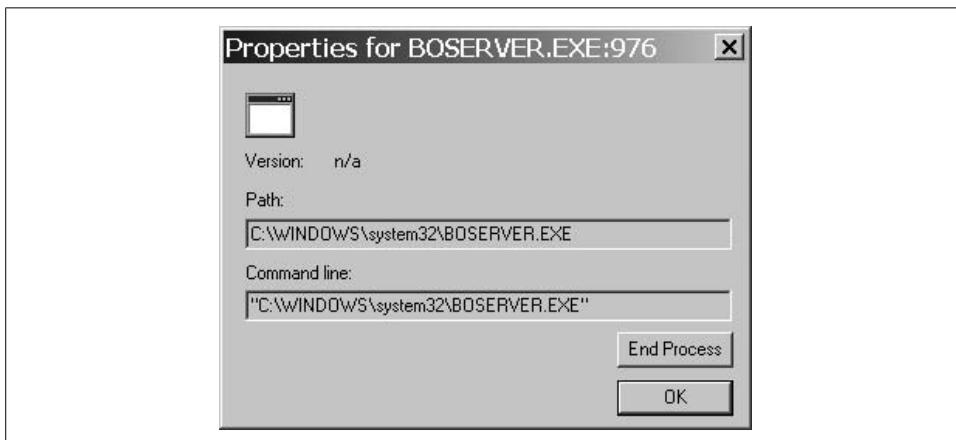 Properties for BOSERVER.EXE:976
Version: n/a
Path:
C:\WINDOWS\system32\BOSERVER.EXE
Command line:
"C:\WINDOWS\system32\BOSERVER.EXE"
End Process
OK